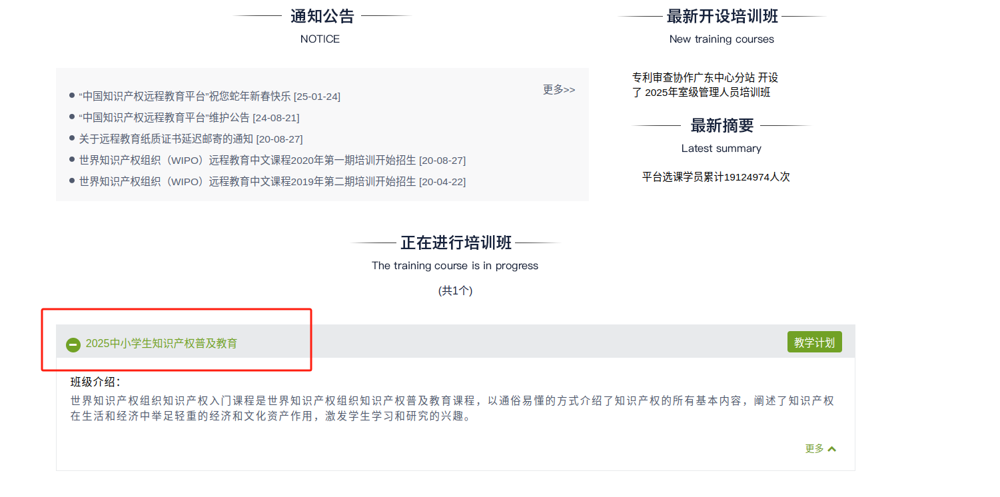 通知公告
NOTICE
更多>>
“中国知识产权远程教育平台”祝您蛇年新春快乐 [25-01-24]
“中国知识产权远程教育平台”维护公告 [24-08-21]
关于远程教育纸质证书延迟邮寄的通知 [20-08-27]
世界知识产权组织（WIPO）远程教育中文课程2020年第一期培训开始招生 [20-08-27]
世界知识产权组织（WIPO）远程教育中文课程2019年第二期培训开始招生 [20-04-22]
最新开设培训班
New training courses
专利审查协作广东中心分站 开设
了 2025年室级管理人员培训班
最新摘要
Latest summary
平台选课学员累计19124974人次
正在进行培训班
The training course is in progress
(共1个)
2025中小学生知识产权普及教育
教学计划
班级介绍：
世界知识产权组织知识产权入门课程是世界知识产权组织知识产权普及教育课程，以通俗易懂的方式介绍了知识产权的所有基本内容，阐述了知识产权
在生活和经济中举足轻重的经济和文化资产作用，激发学生学习和研究的兴趣。
更多